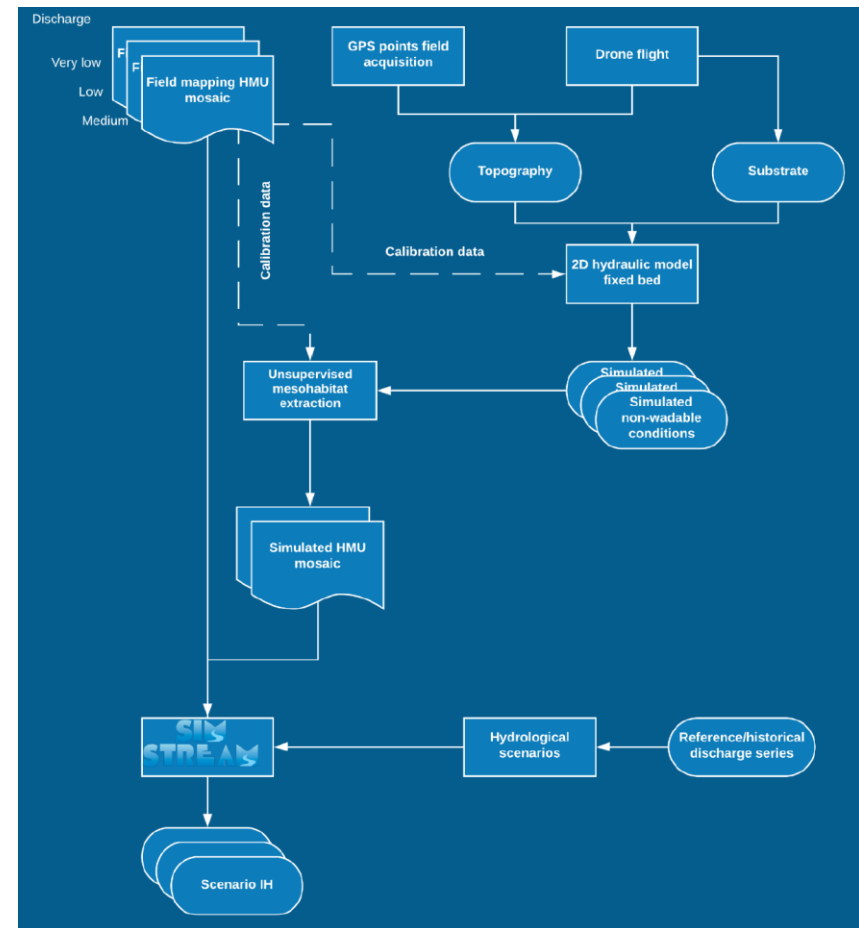 Discharge
Very low
Low
Medium
F
F
Field mapping HMU
mosaic
GPS points field
acquisition
Drone flight
Topography
Substrate
Calibration data
Calibration data
2D hydraulic model
fixed bed
Unsupervised
mesohabitat
extraction
Simulated
Simulated
Simulated
non-wadable
conditions
Simulated HMU
mosaic
SIM
STREAM
Hydrological
scenarios
Reference/historical
discharge series
Scenario IH